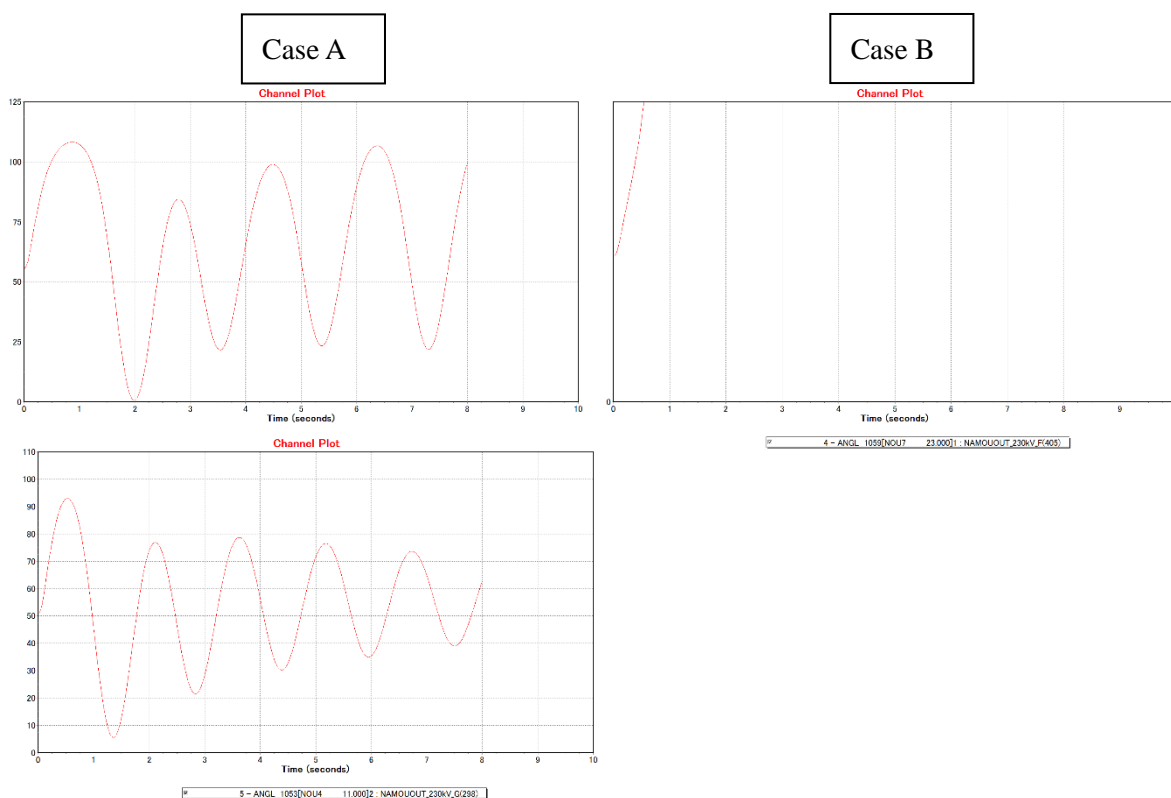 Case A
Case B
Channel Plot
125
100
75
50
25
0
0 1 2 3 4 5 6 7 8 9 10
Time (seconds)
Channel Plot
0 1 2 3 4 5 6 7 8 9
Time (seconds)
4 - ANGL 1059[NOU7 23.000]1 : NAMOUOUT_230kV_F(405)
Channel Plot
110
100
90
80
70
60
50
40
30
20
10
0
0 1 2 3 4 5 6 7 8 9 10
Time (seconds)
5 - ANGL 1053[NOU4 11.000]2 : NAMOUOUT_230kV_G(298)